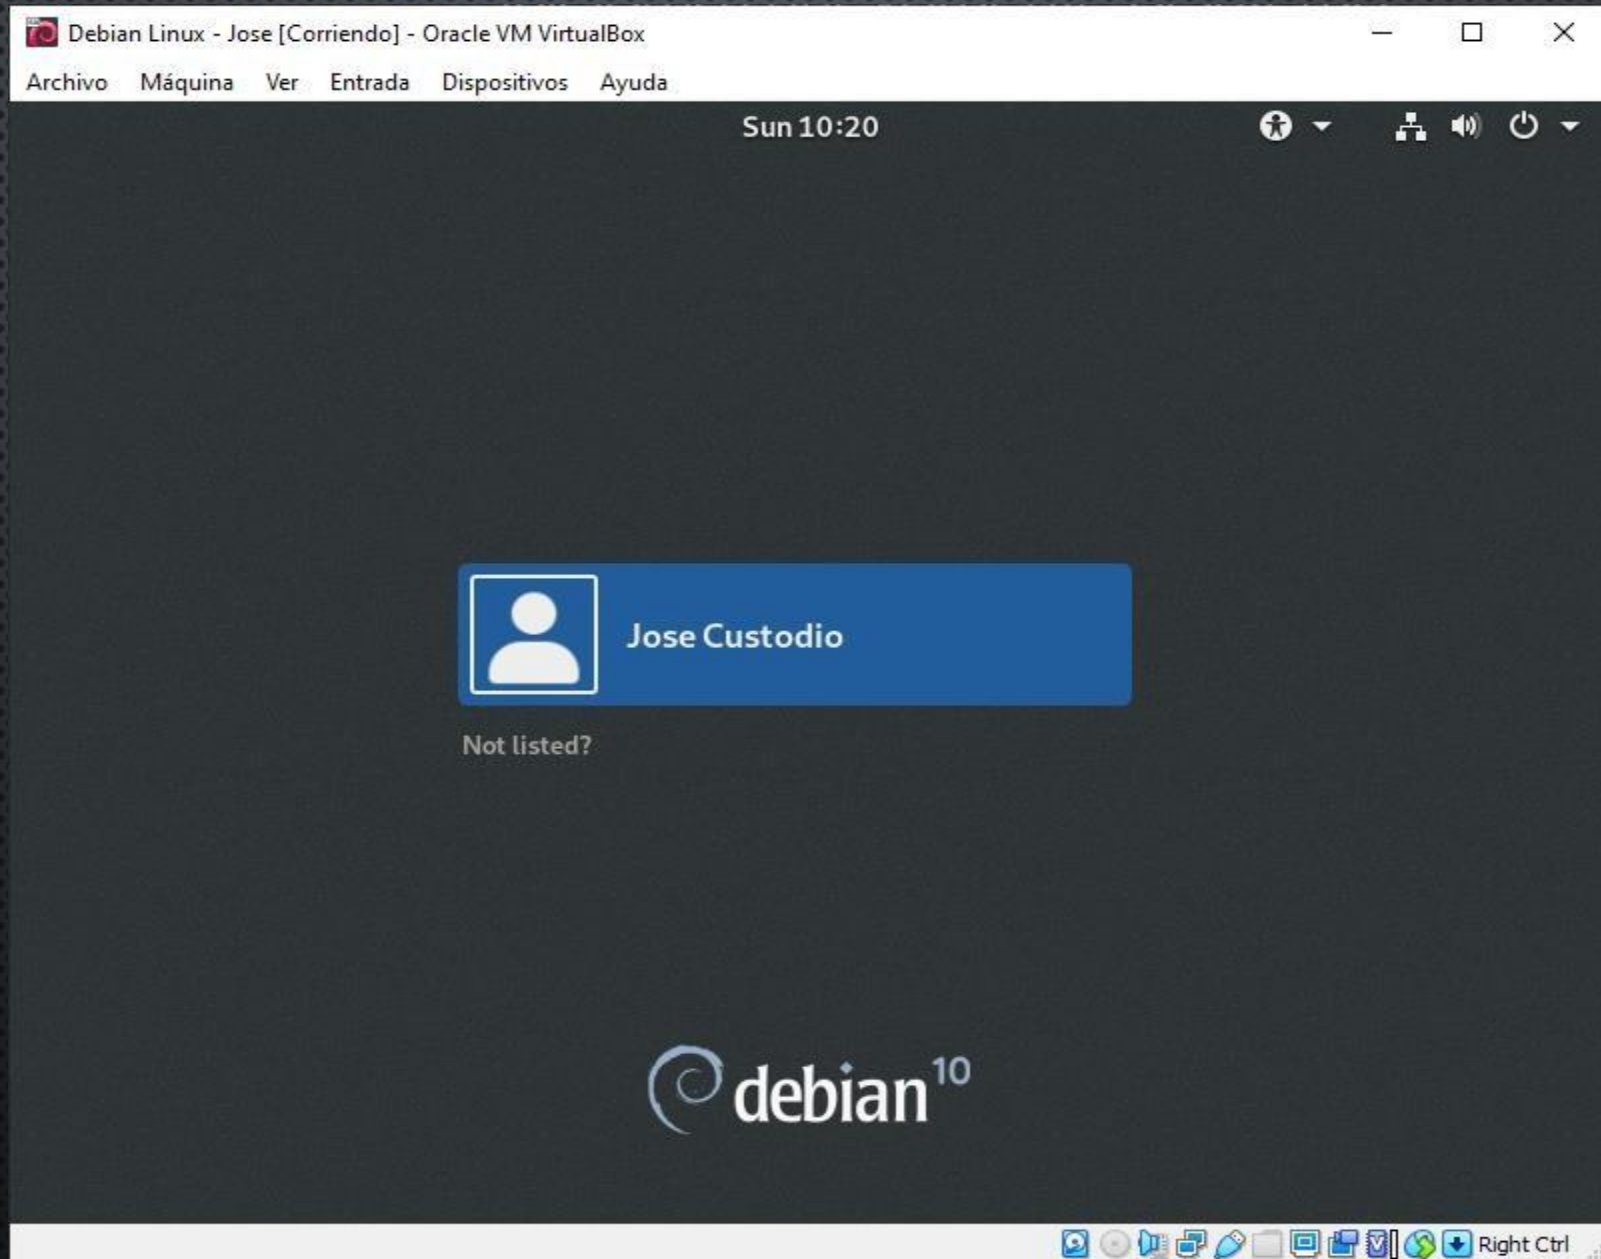 Debian Linux - Jose [Corriendo] - Oracle VM VirtualBox
Archivo Máquina Ver Entrada Dispositivos Ayuda
Sun 10:20
Jose Custodio
Not listed?
debian 10
Right Ctrl